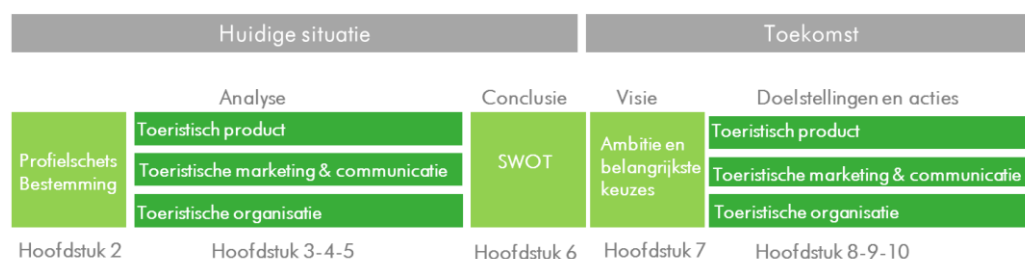 Huidige situatie
Toekomst
Analyse
Conclusie
Visie
Doelstellingen en acties
Profielschets
Bestemming
Toeristisch product
Toeristische marketing & communicatie
Toeristische organisatie
SWOT
Ambitie en
belangrijkste
keuzes
Toeristisch product
Toeristische marketing & communicatie
Toeristische organisatie
Hoofdstuk 2
Hoofdstuk 3-4-5
Hoofdstuk 6
Hoofdstuk 7
Hoofdstuk 8-9-10